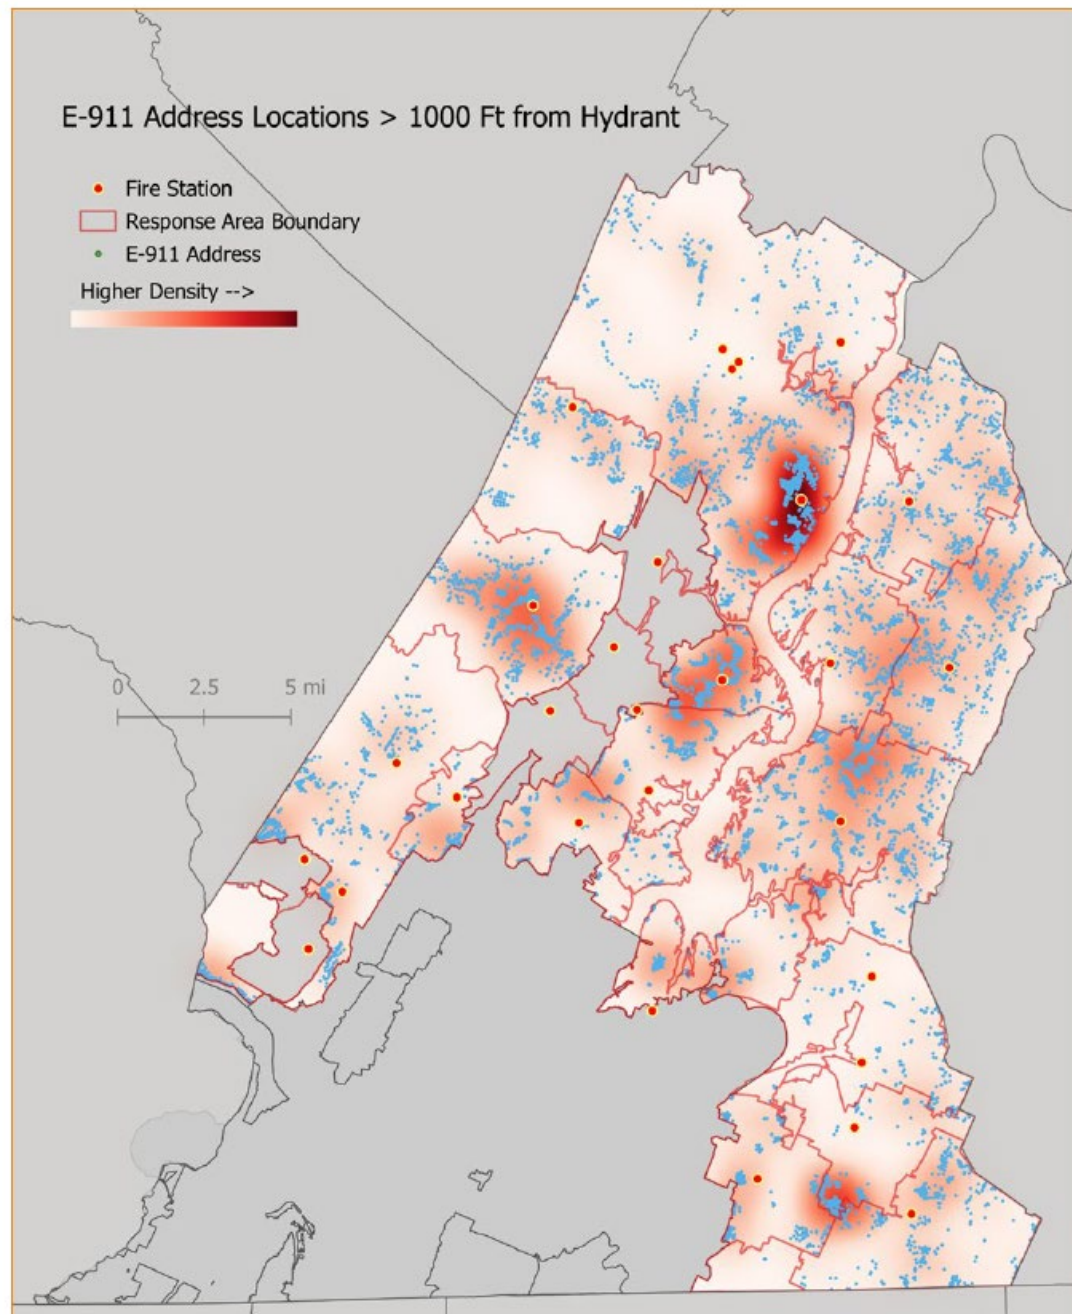 E-911 Address Locations > 1000 Ft from Hydrant
Fire Station
Response Area Boundary
E-911 Address
Higher Density -->
0 2.5 5 mi